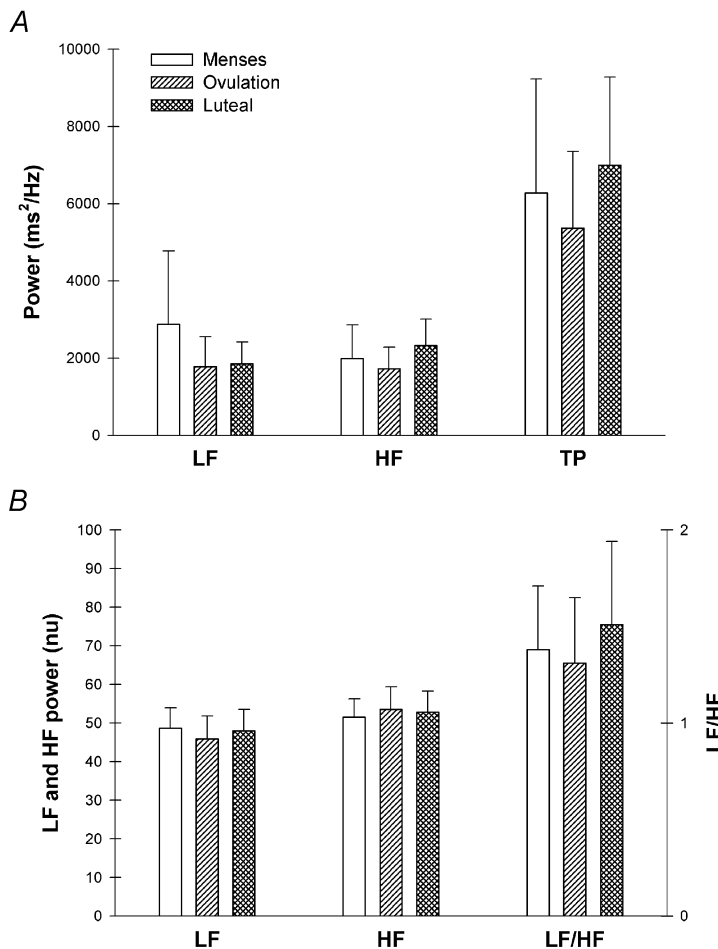 A
10000
8000
6000
4000
2000
0
Power (ms²/Hz)
Menses
Ovulation
Luteal
LF HF TP
B
100
90
80
70
60
50
40
30
20
10
0
LF and HF power (nu)
2
1
0
LF/HF
LF HF LF/HF